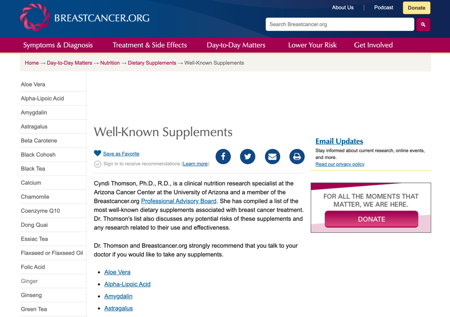 BREASTCANCER.ORG
About Us
Podcast
Donate
Search Breastcancer.org
Symptoms & Diagnosis
Treatment & Side Effects
Day-to-Day Matters
Lower Your Risk
Get Involved
Home → Day-to-Day Matters → Nutrition → Dietary Supplements → Well-Known Supplements
Aloe Vera
Alpha-Lipoic Acid
Amygdalin
Astragalus
Beta Carotene
Black Cohosh
Black Tea
Calcium
Chamomile
Coenzyme Q10
Dong Quai
Essiac Tea
Flaxseed or Flaxseed Oil
Folic Acid
Ginger
Ginseng
Green Tea
Well-Known Supplements
Save as Favorite
Sign in to receive recommendations (Learn more)
Cyndi Thomson, Ph.D., R.D., is a clinical nutrition research specialist at the
Arizona Cancer Center at the University of Arizona and a member of the
Breastcancer.org Professional Advisory Board. She has compiled a list of the
most well-known dietary supplements associated with breast cancer treatment.
Dr. Thomson's list also discusses any potential risks of these supplements and
any research related to their use and effectiveness.
Dr. Thomson and Breastcancer.org strongly recommend that you talk to your
doctor if you would like to take any supplements.
• Aloe Vera
• Alpha-Lipoic Acid
• Amygdalin
• Astragalus
Email Updates
Stay informed about current research, online events,
and more.
Read our privacy policy
FOR ALL THE MOMENTS THAT
MATTER, WE ARE HERE.
DONATE